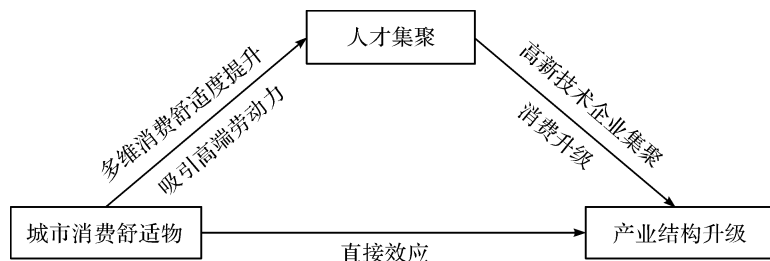 人才集聚
多维消费舒适度提升
吸引高端劳动力
高新技术企业集聚
消费升级
城市消费舒适物
产业结构升级
直接效应